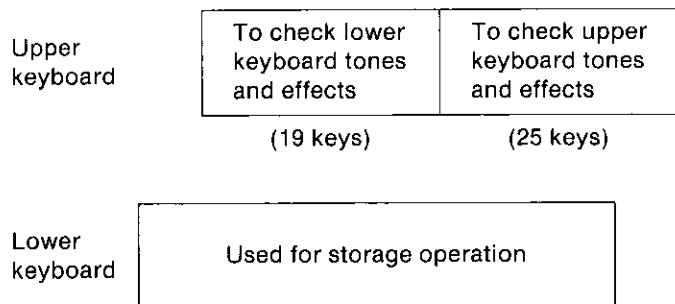 Upper
keyboard
To check lower
keyboard tones
and effects
To check upper
keyboard tones
and effects
(19 keys)
(25 keys)
Lower
keyboard
Used for storage operation